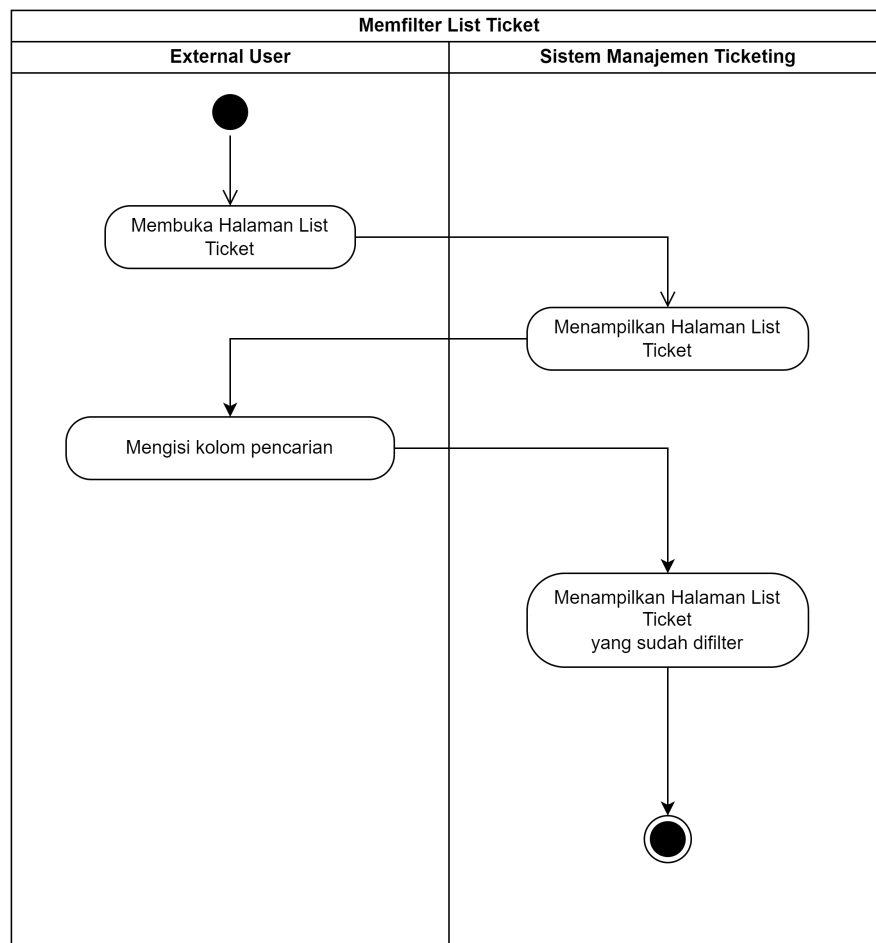 Memfilter List Ticket
External User
Sistem Manajemen Ticketing
Membuka Halaman List
Ticket
Menampilkan Halaman List
Ticket
Mengisi kolom pencarian
Menampilkan Halaman List
Ticket
yang sudah difilter